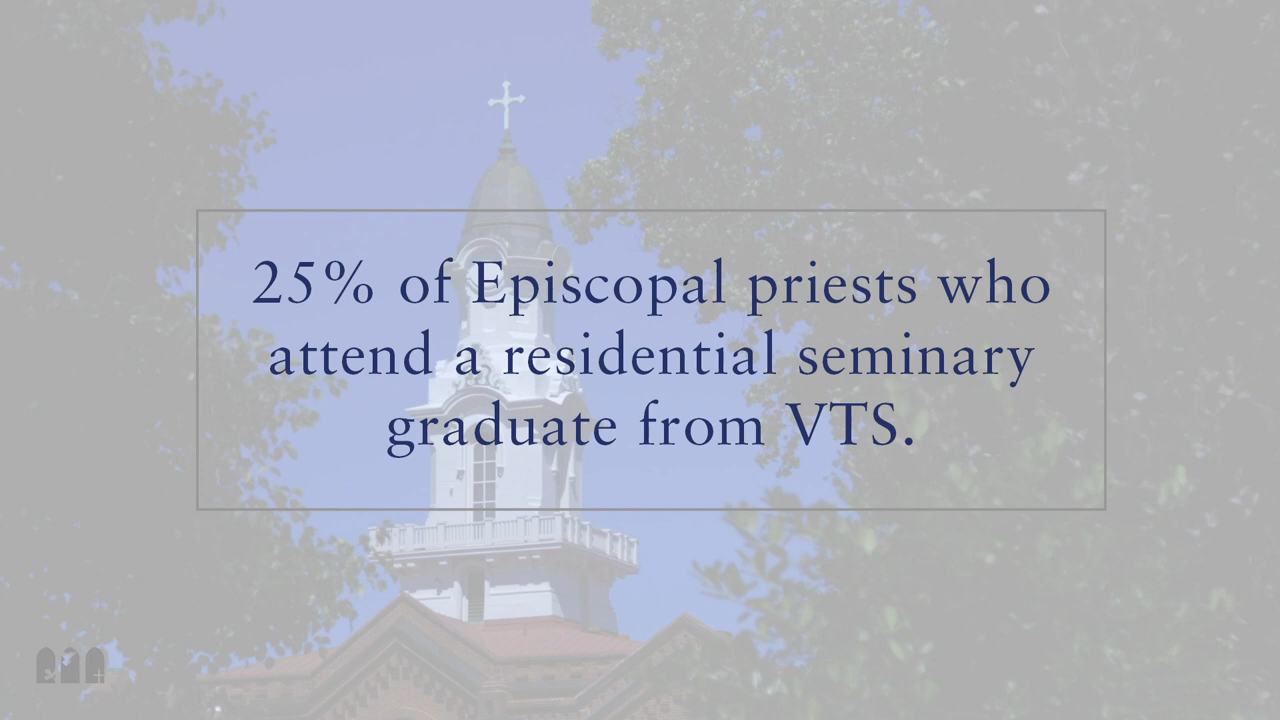 25% of Episcopal priests who
attend a residential seminary
graduate from VTS.